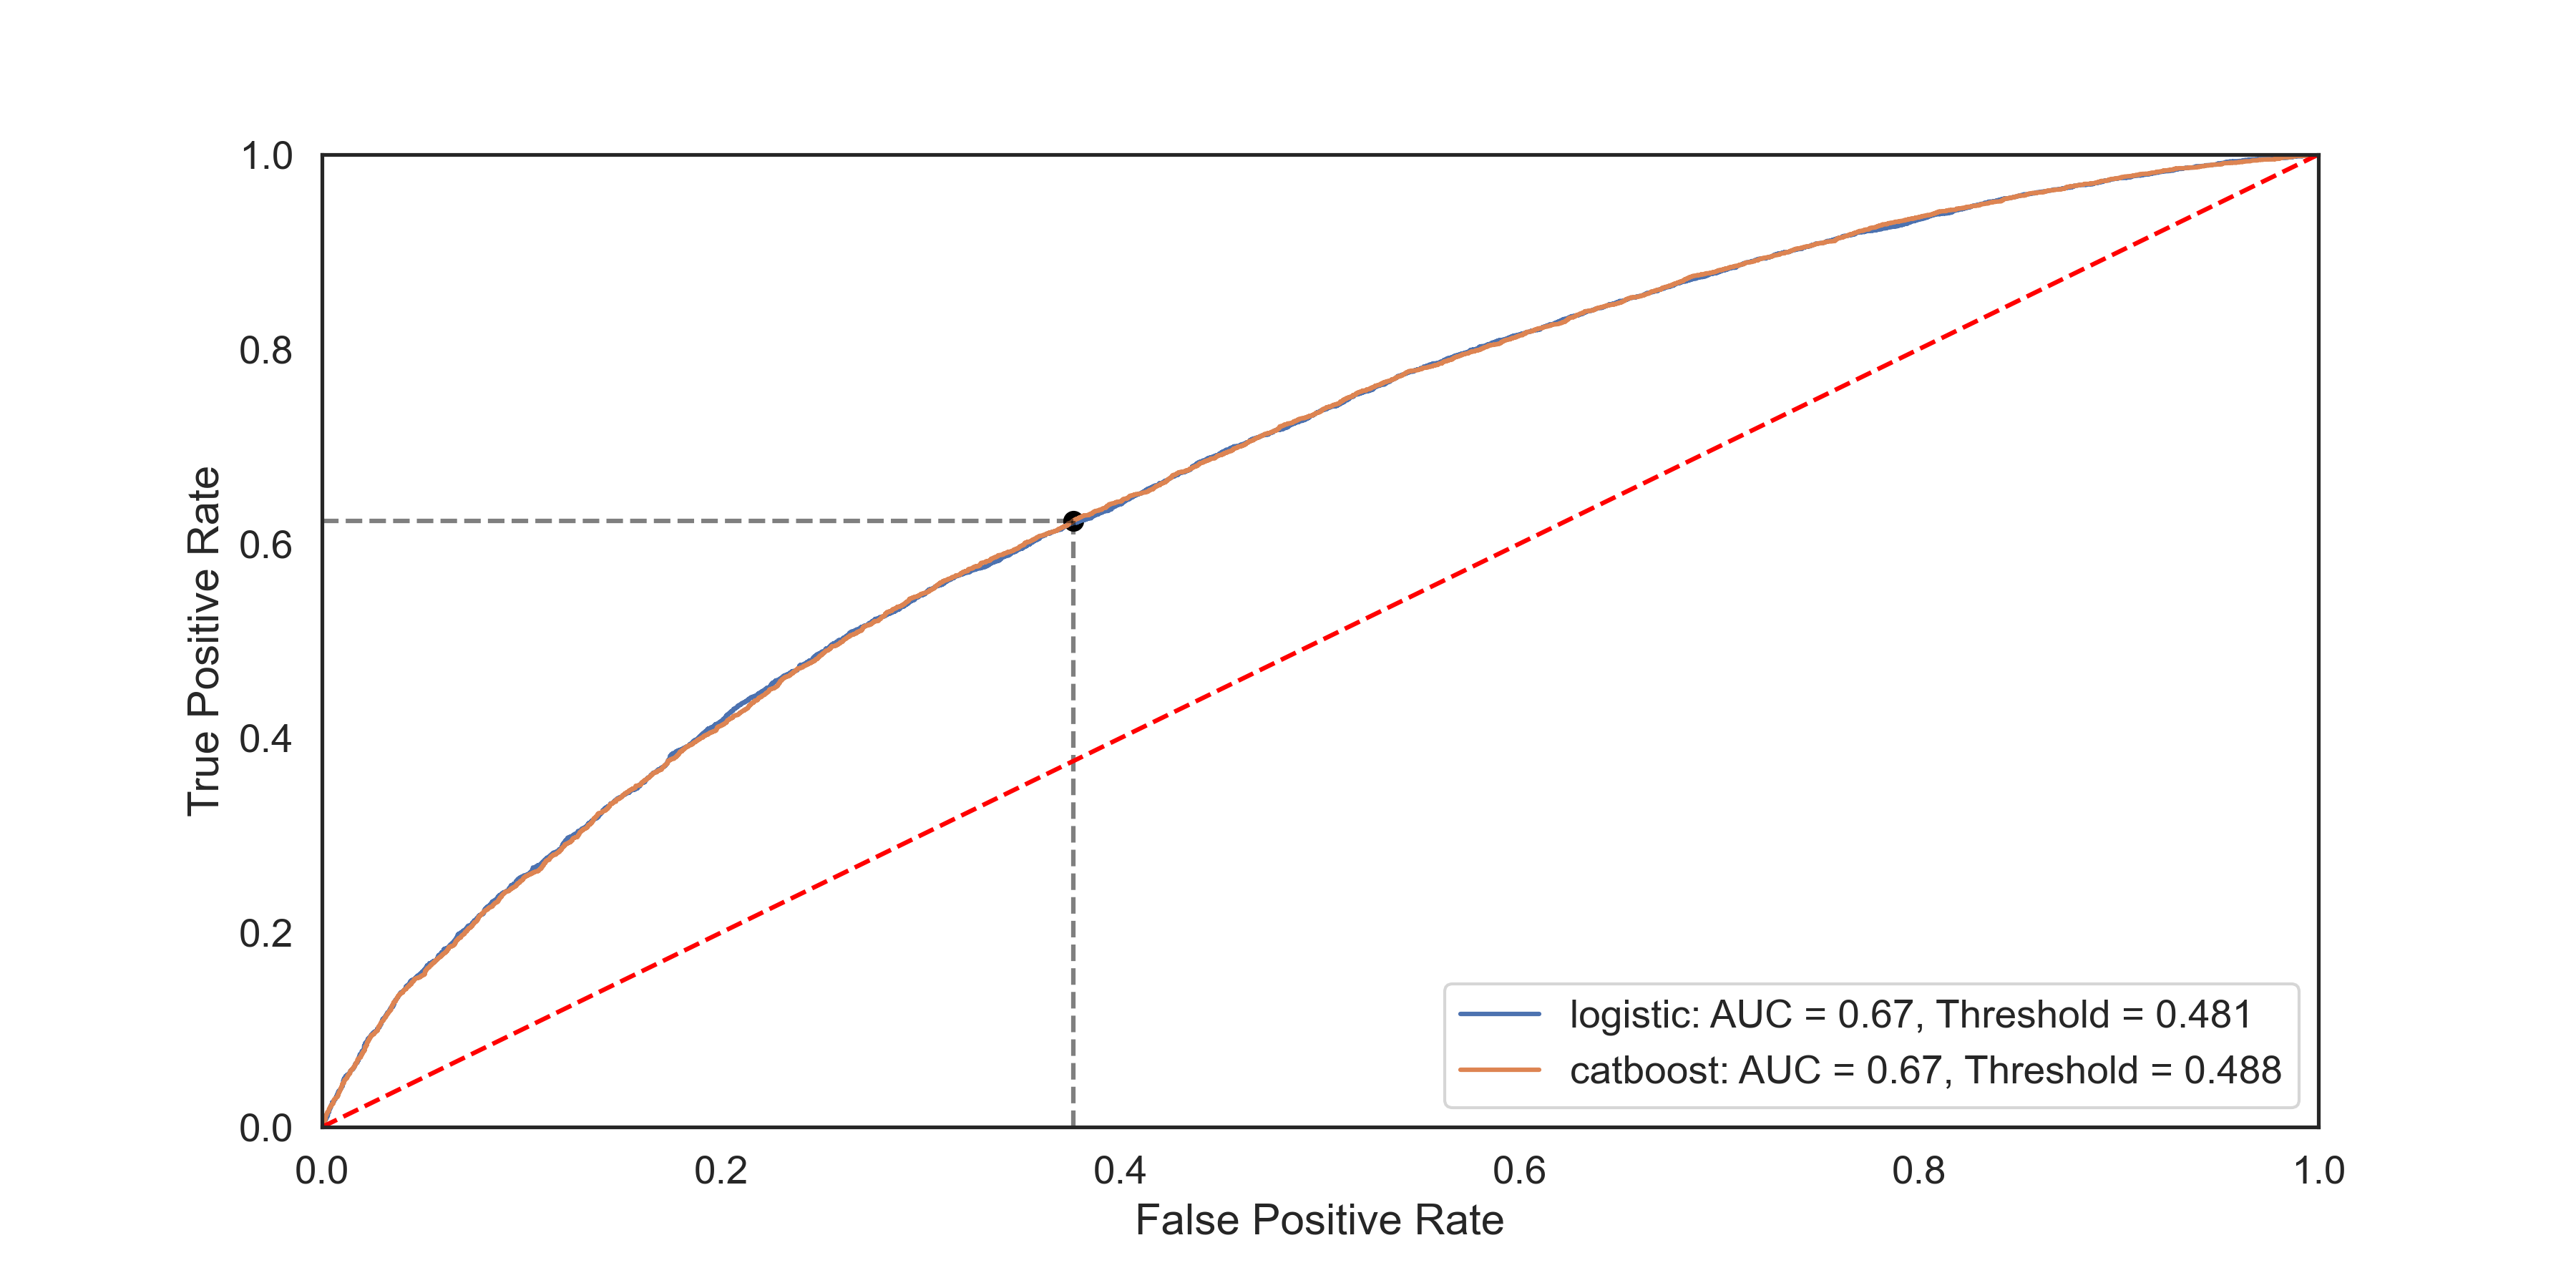 1.0
0.8
0.6
0.4
0.2
0.0
True Positive Rate
0.0 0.2 0.4 0.6 0.8 1.0
False Positive Rate
logistic: AUC = 0.67, Threshold = 0.481
catboost: AUC = 0.67, Threshold = 0.488